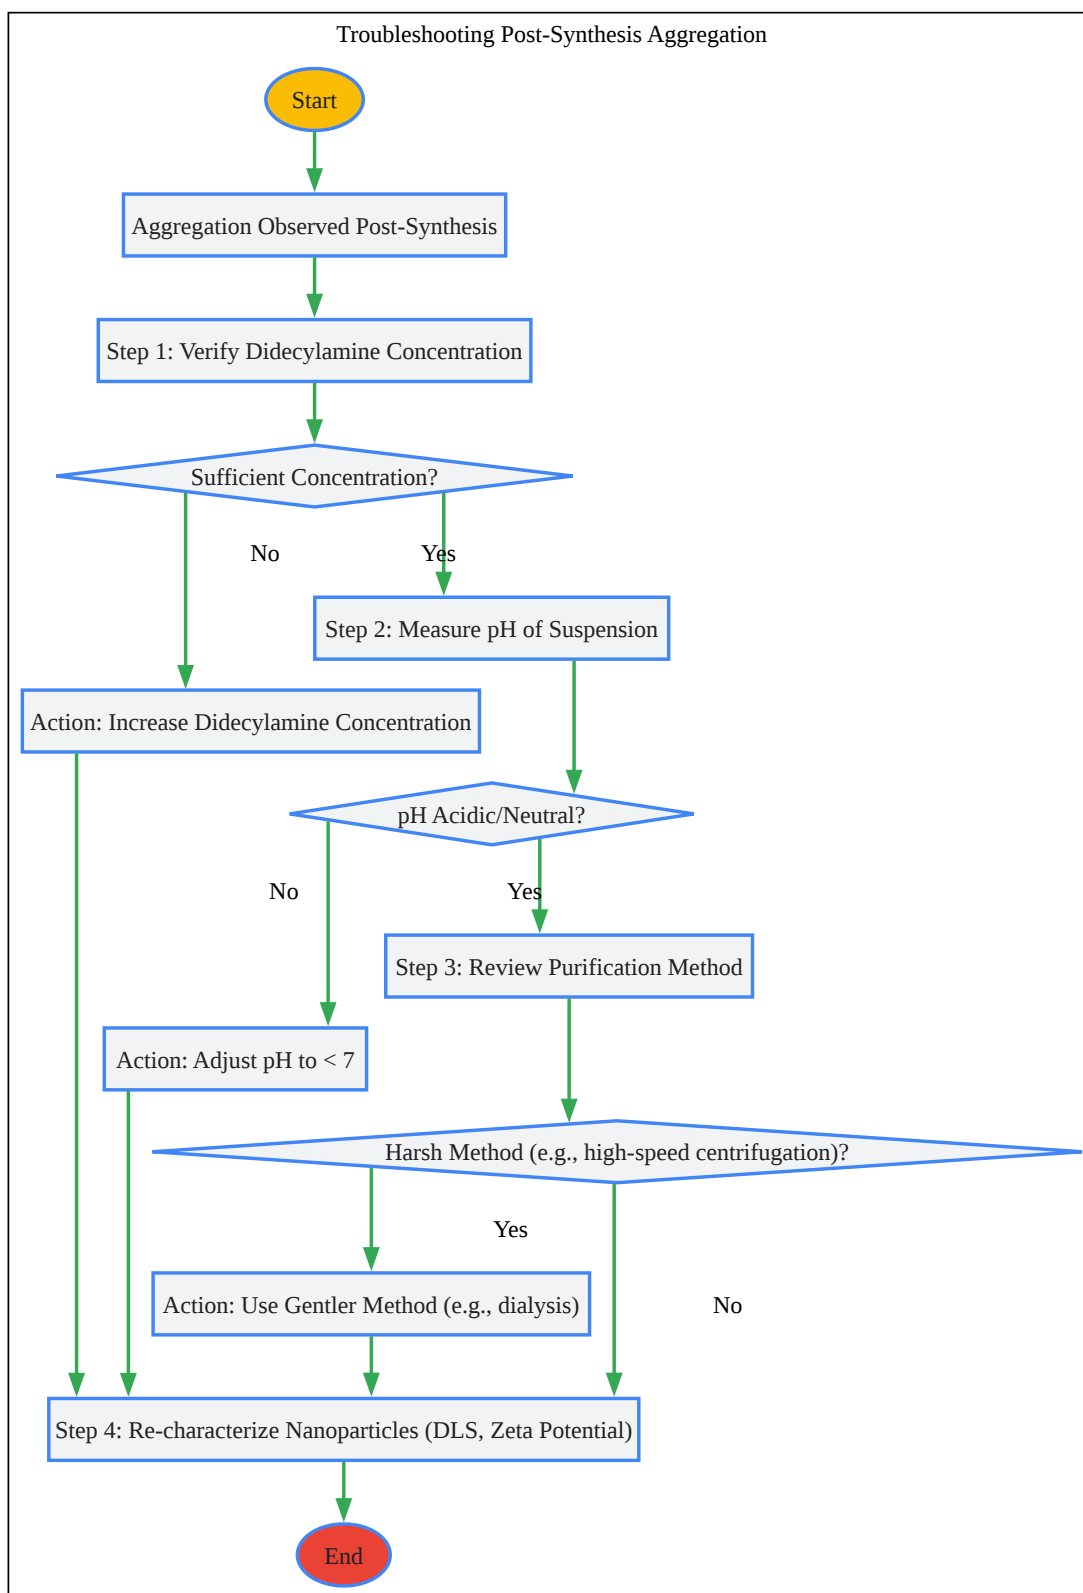 Troubleshooting Post-Synthesis Aggregation
Start
Aggregation Observed Post-Synthesis
Step 1: Verify Didecylamine Concentration
Sufficient Concentration?
No
Yes
Step 2: Measure pH of Suspension
Action: Increase Didecylamine Concentration
pH Acidic/Neutral?
No
Yes
Step 3: Review Purification Method
Action: Adjust pH to < 7
Harsh Method (e.g., high-speed centrifugation)?
Yes
Action: Use Gentler Method (e.g., dialysis)
No
Step 4: Re-characterize Nanoparticles (DLS, Zeta Potential)
End